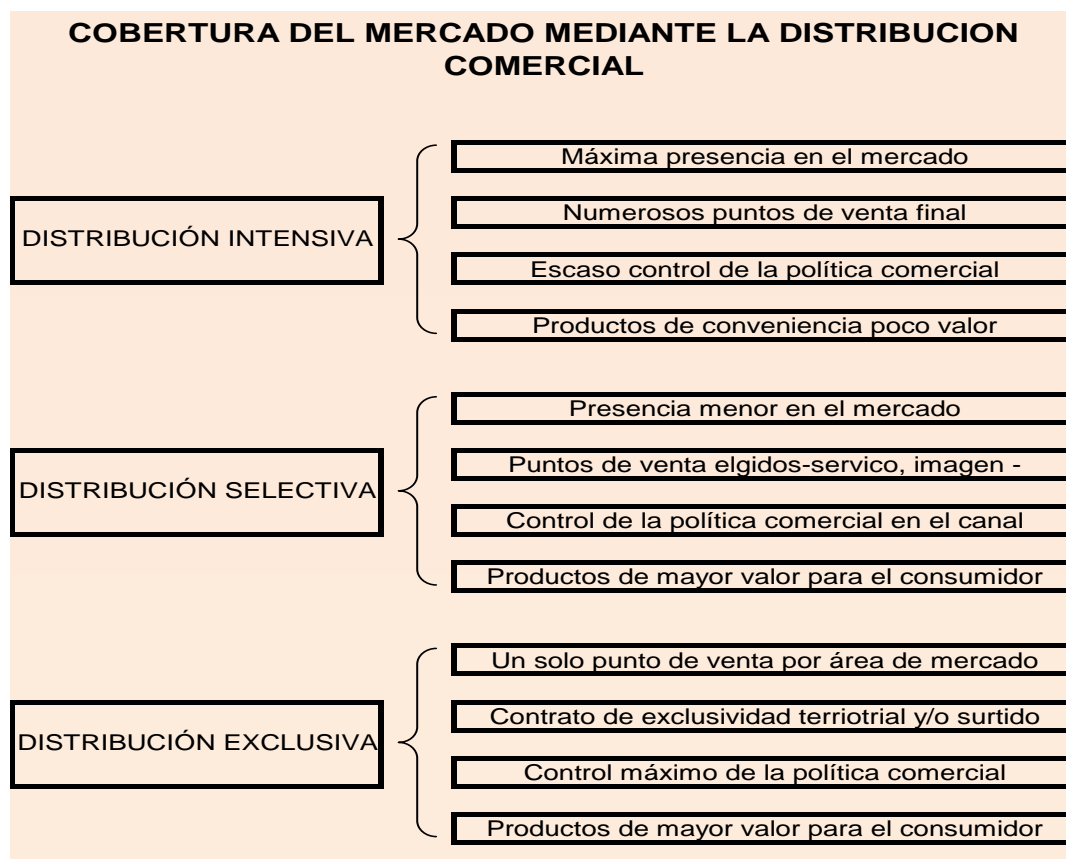 COBERTURA DEL MERCADO MEDIANTE LA DISTRIBUCION
COMERCIAL
DISTRIBUCIÓN INTENSIVA
Máxima presencia en el mercado
Numerosos puntos de venta final
Escaso control de la política comercial
Productos de conveniencia poco valor
DISTRIBUCIÓN SELECTIVA
Presencia menor en el mercado
Puntos de venta elgidos-servico, imagen -
Control de la política comercial en el canal
Productos de mayor valor para el consumidor
DISTRIBUCIÓN EXCLUSIVA
Un solo punto de venta por área de mercado
Contrato de exclusividad terriotrial y/o surtido
Control máximo de la política comercial
Productos de mayor valor para el consumidor